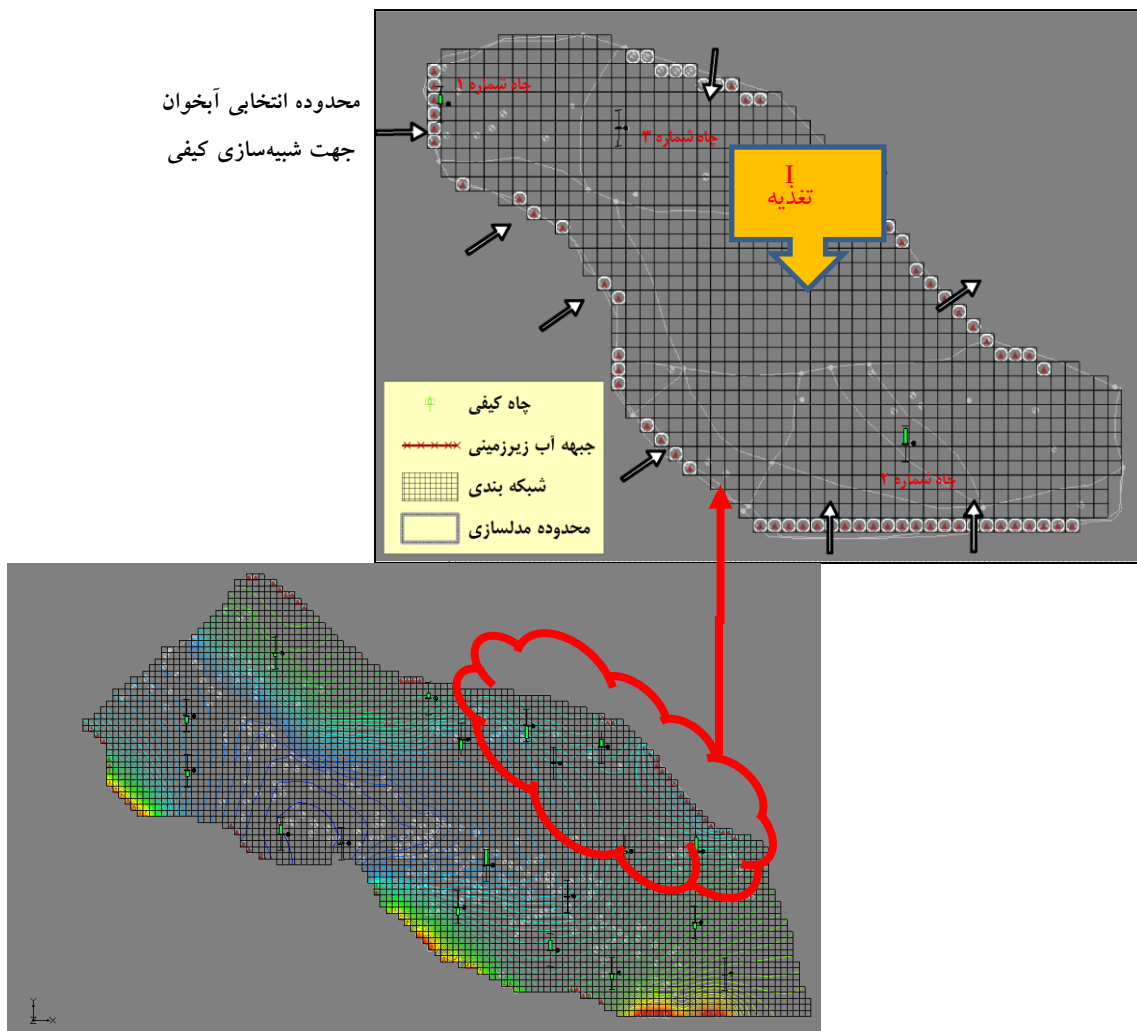 محدوده انتخابی آبخوان
جهت شبیه‌سازی کیفی
چاه شماره ۱
چاه شماره ۳
I
تغذیه
چاه شماره ۲
چاه کیفی
جبهه آب زیرزمینی
شبکه بندی
محدوده مدلسازی
Y
Z
X